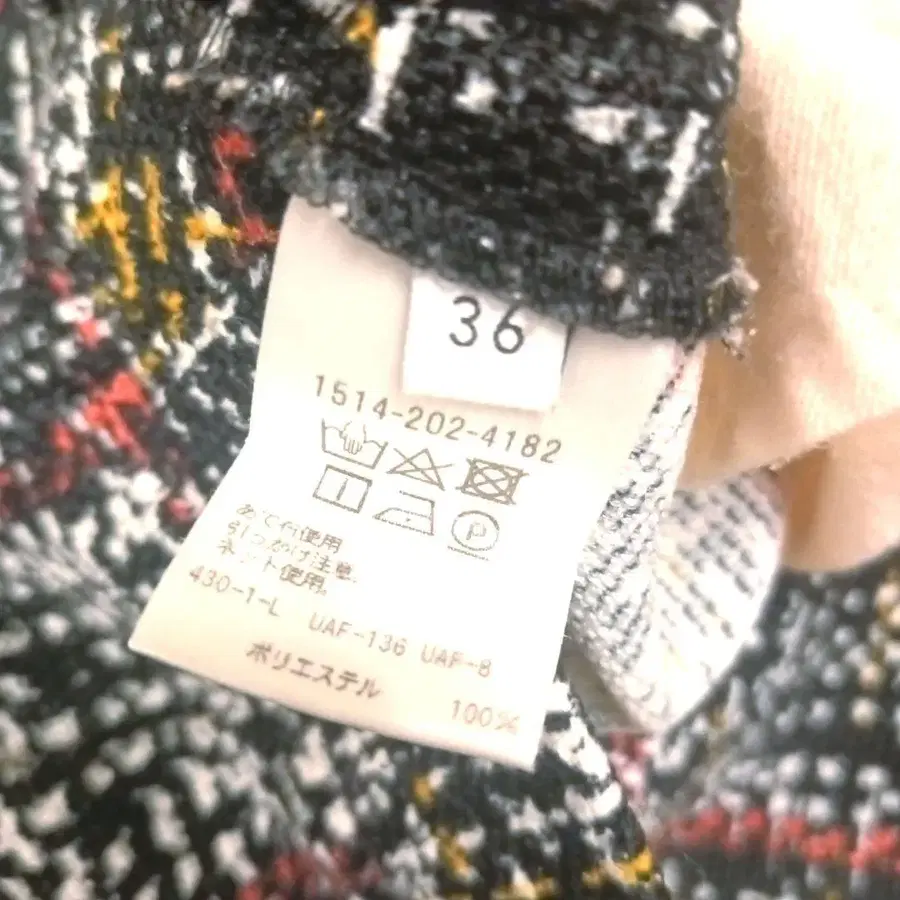 36
1514-202-4182
P
あて布使用
引っかけ注意.
ネット使用。
430-1-L UAF-136 UAF-8
ポリエステル
100%